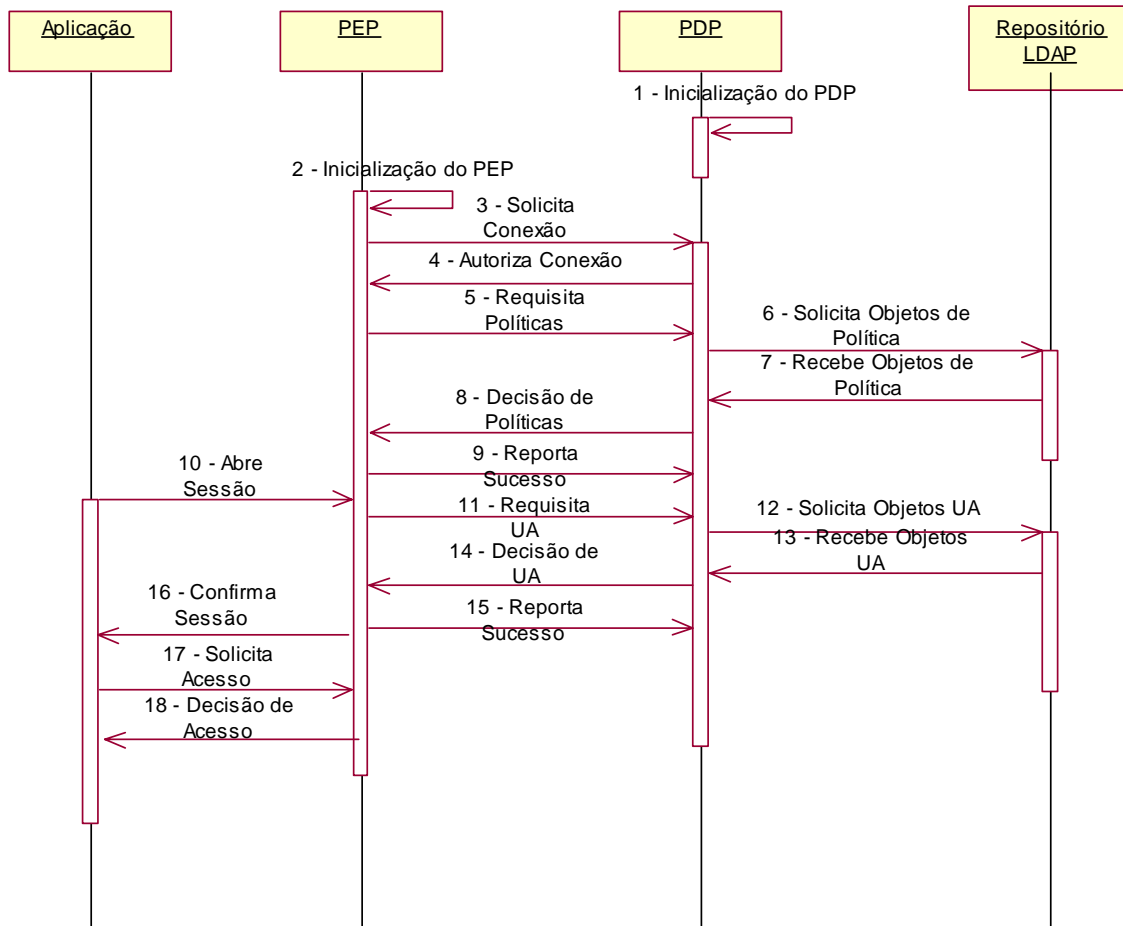 Aplicação
PEP
PDP
Repositório
LDAP
1 - Inicialização do PDP
2 - Inicialização do PEP
3 - Solicita
Conexão
4 - Autoriza Conexão
5 - Requisita
Políticas
6 - Solicita Objetos de
Política
7 - Recebe Objetos de
Política
8 - Decisão de
Políticas
9 - Reporta
Sucesso
10 - Abre
Sessão
11 - Requisita
UA
12 - Solicita Objetos UA
13 - Recebe Objetos
UA
14 - Decisão de
UA
15 - Reporta
Sucesso
16 - Confirma
Sessão
17 - Solicita
Acesso
18 - Decisão de
Acesso